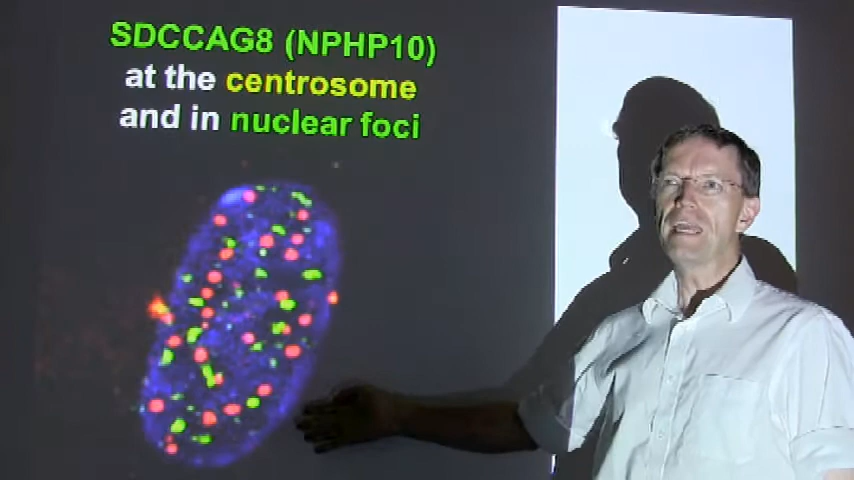 SDCCAG8 (NPHP10)
at the centrosome
and in nuclear foci